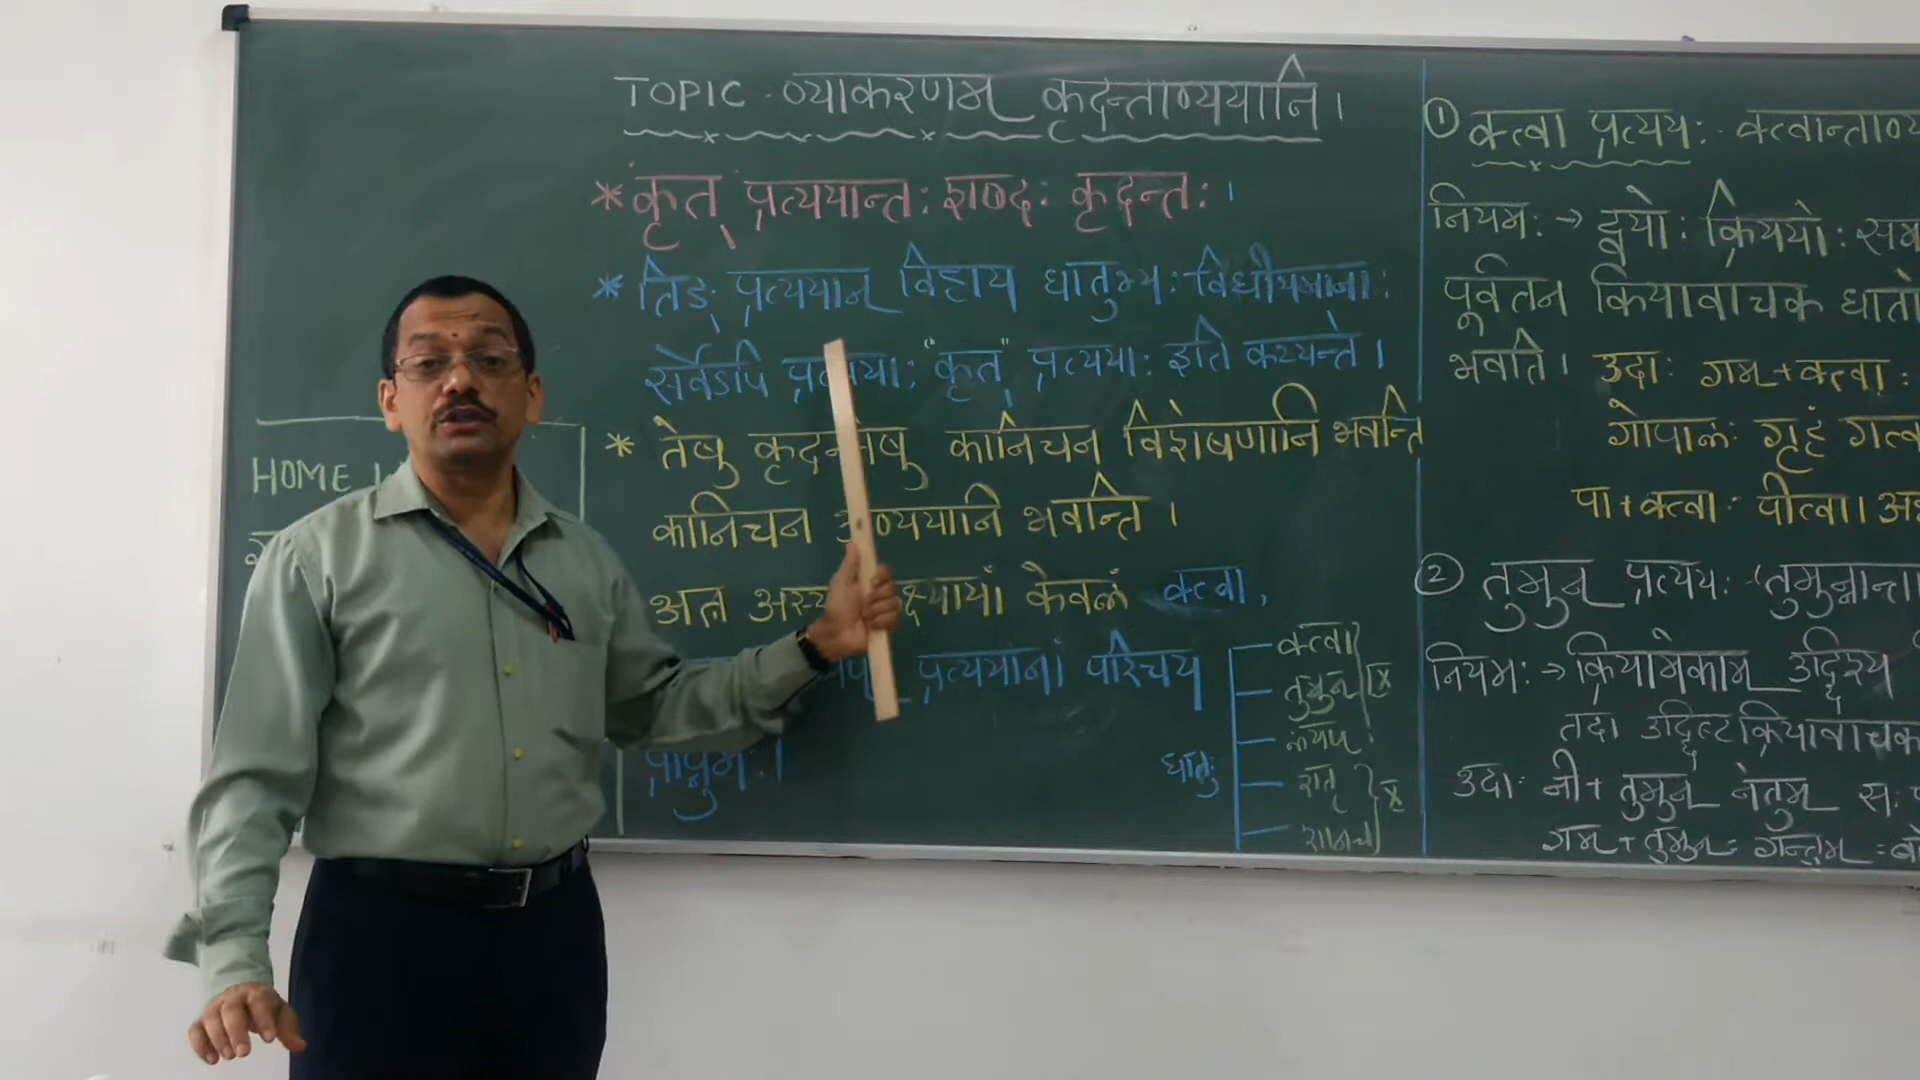 TOPIC : व्याकरणम् कृदन्ताव्ययानि ।
* कृत् प्रत्ययान्तः शब्दः कृदन्तः ।
* तिङ् प्रत्ययान् विहाय धातुभ्यः विधीयमानाः
सर्वेऽपि प्रत्ययाः "कृत्" प्रत्ययाः इति कथ्यन्ते ।
* तेषु कृदन्तेषु कानिचन विशेषणानि भवन्ति
कानिचन अव्ययानि भवन्ति ।
अत्र केवलं क्त्वा,
प्रत्ययानां परिचय
प्राप्नुमः ।
धातुः
क्त्वा
तुमुन्
ल्यप्
शतृ
शानच्
HOME
① क्त्वा प्रत्ययः -
नियमः → द्वयोः क्रिययोः
पूर्वतन क्रियावाचक
भवति । उदाः गम् + क्त्वा :
गोपालः गृहं
पा + क्त्वा - पीत्वा ।
② तुमुन् प्रत्ययः (
नियमः → क्रियामेकाम् उद्दिश्य
तदा उद्दिष्ट क्रियावाचक
उदाः नी + तुमुन् नेतुम् सः
गम् + तुमुन् = गन्तुम् =